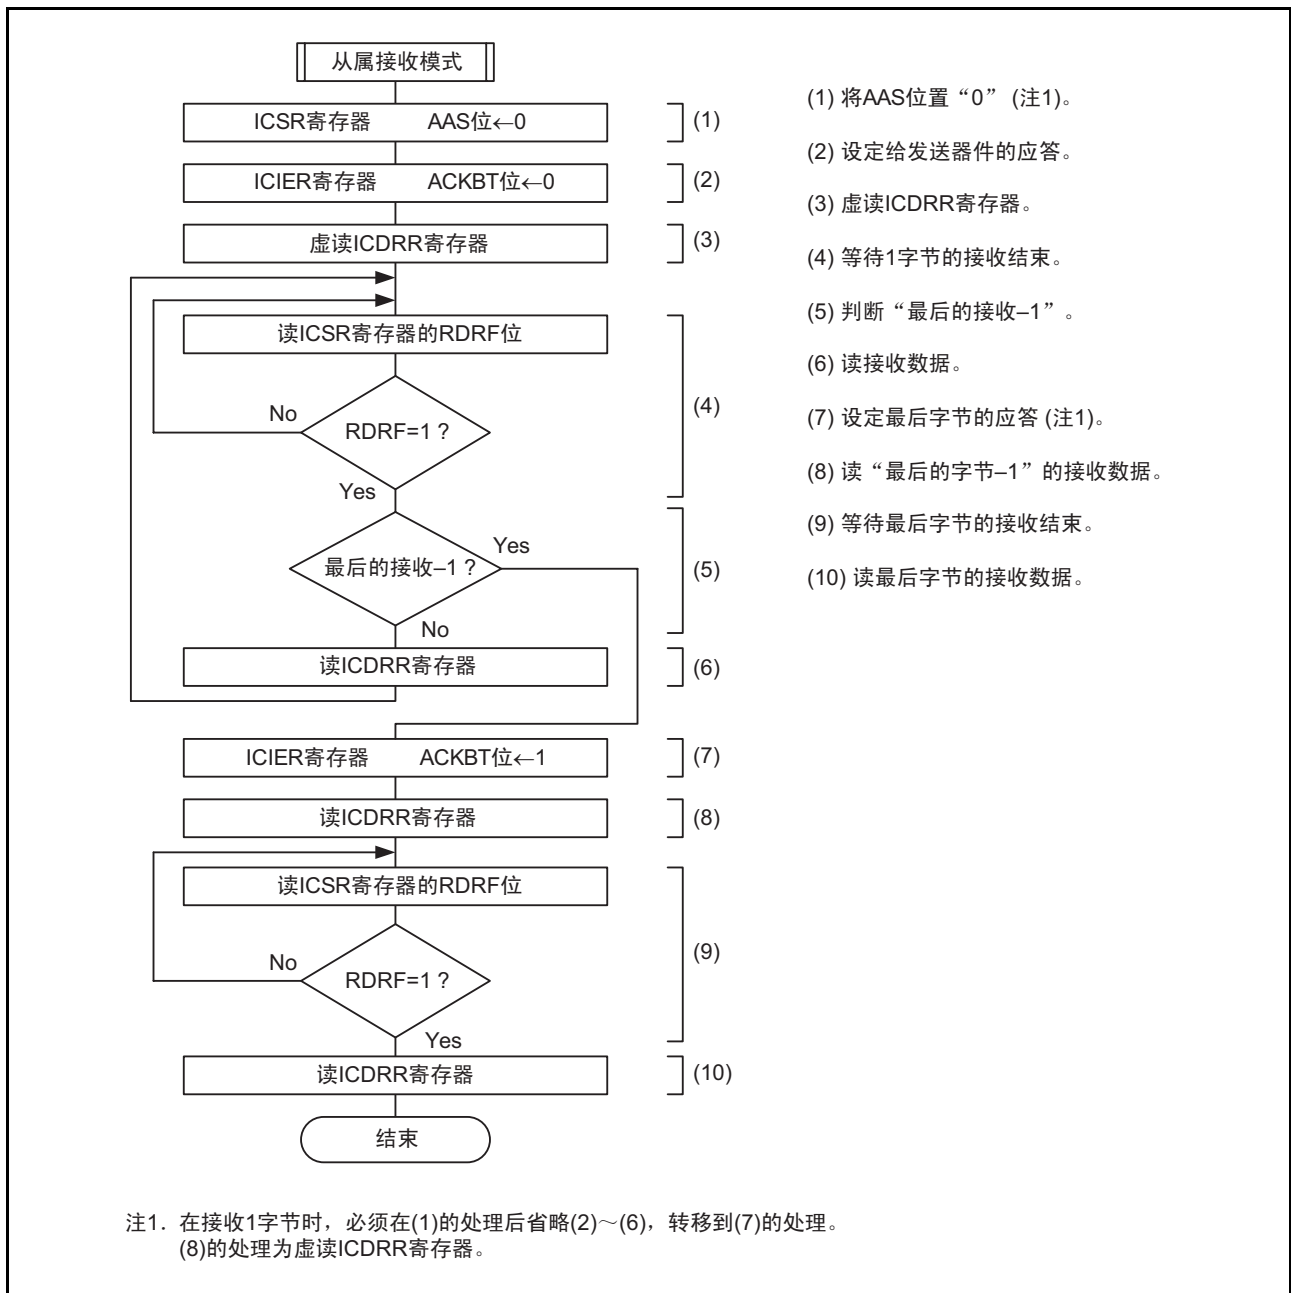 从属接收模式
ICSR寄存器 AAS位←0 (1)
ICIER寄存器 ACKBT位←0 (2)
虚读ICDRR寄存器 (3)
读ICSR寄存器的RDRF位
No
RDRF=1？ (4)
Yes
最后的接收–1？ Yes (5)
No
读ICDRR寄存器 (6)
ICIER寄存器 ACKBT位←1 (7)
读ICDRR寄存器 (8)
读ICSR寄存器的RDRF位
No
RDRF=1？ (9)
Yes
读ICDRR寄存器 (10)
结束
(1) 将AAS位置“0” (注1)。
(2) 设定给发送器件的应答。
(3) 虚读ICDRR寄存器。
(4) 等待1字节的接收结束。
(5) 判断“最后的接收–1”。
(6) 读接收数据。
(7) 设定最后字节的应答 (注1)。
(8) 读“最后的字节–1”的接收数据。
(9) 等待最后字节的接收结束。
(10) 读最后字节的接收数据。
注1. 在接收1字节时，必须在(1)的处理后省略(2)～(6)，转移到(7)的处理。
(8)的处理为虚读ICDRR寄存器。